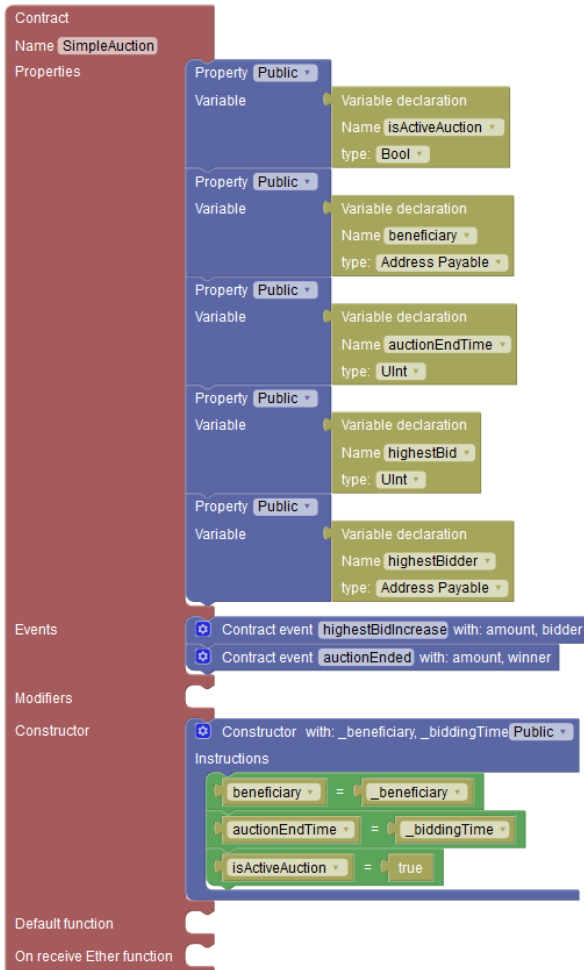 Contract
Name SimpleAuction
Properties
Property Public
Variable
Variable declaration
Name isActiveAuction
type: Bool
Property Public
Variable
Variable declaration
Name beneficiary
type: Address Payable
Property Public
Variable
Variable declaration
Name auctionEndTime
type: UInt
Property Public
Variable
Variable declaration
Name highestBid
type: UInt
Property Public
Variable
Variable declaration
Name highestBidder
type: Address Payable
Events
Contract event highestBidIncrease with: amount, bidder
Contract event auctionEnded with: amount, winner
Modifiers
Constructor
Constructor with: _beneficiary, _biddingTime Public
Instructions
beneficiary = _beneficiary
auctionEndTime = _biddingTime
isActiveAuction = true
Default function
On receive Ether function